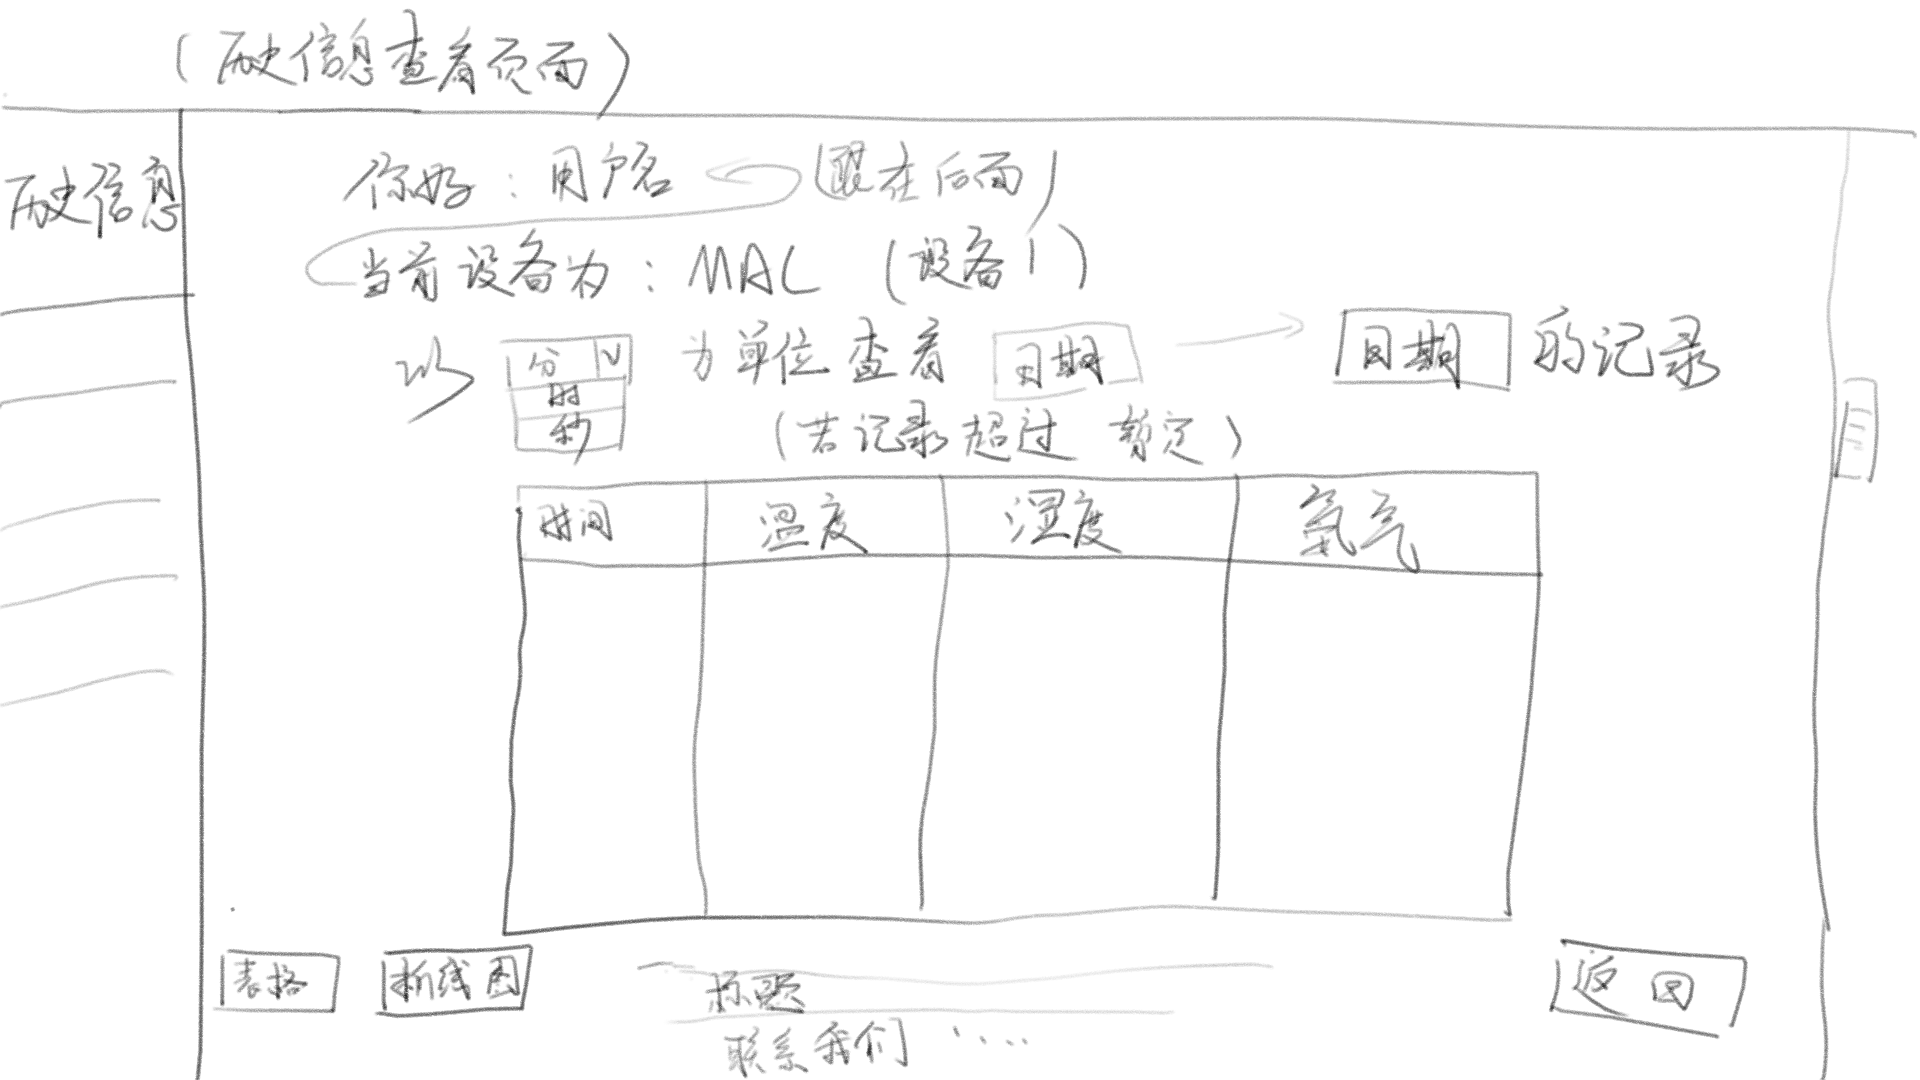 (历史信息查看页面)
历史信息
你好:用户名 (跟在后面)
当前设备为:MAC (设备1)
以 分 为单位查看 日期 → 日期 的记录
时
秒
(若记录超过 暂定)
时间 温度 湿度 氨气
表格 折线图 标题 返回
联系我们 .....